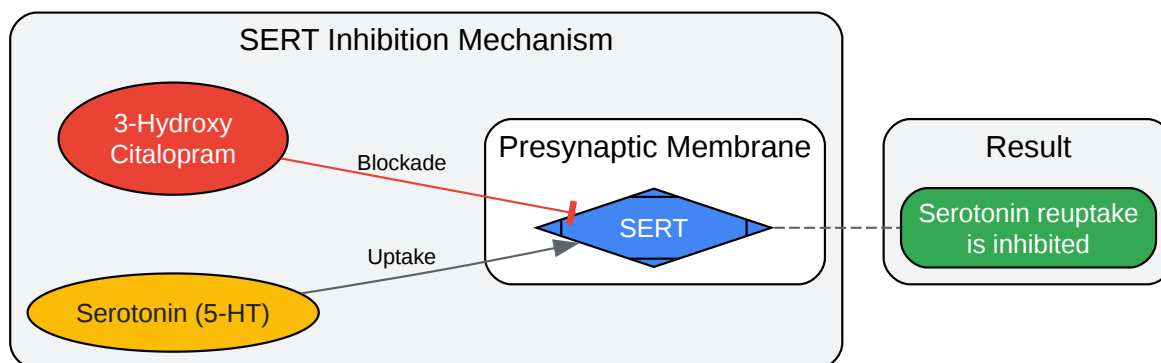 SERT Inhibition Mechanism
3-Hydroxy
Citalopram
Blockade
Presynaptic Membrane
SERT
Uptake
Serotonin (5-HT)
Result
Serotonin reuptake
is inhibited